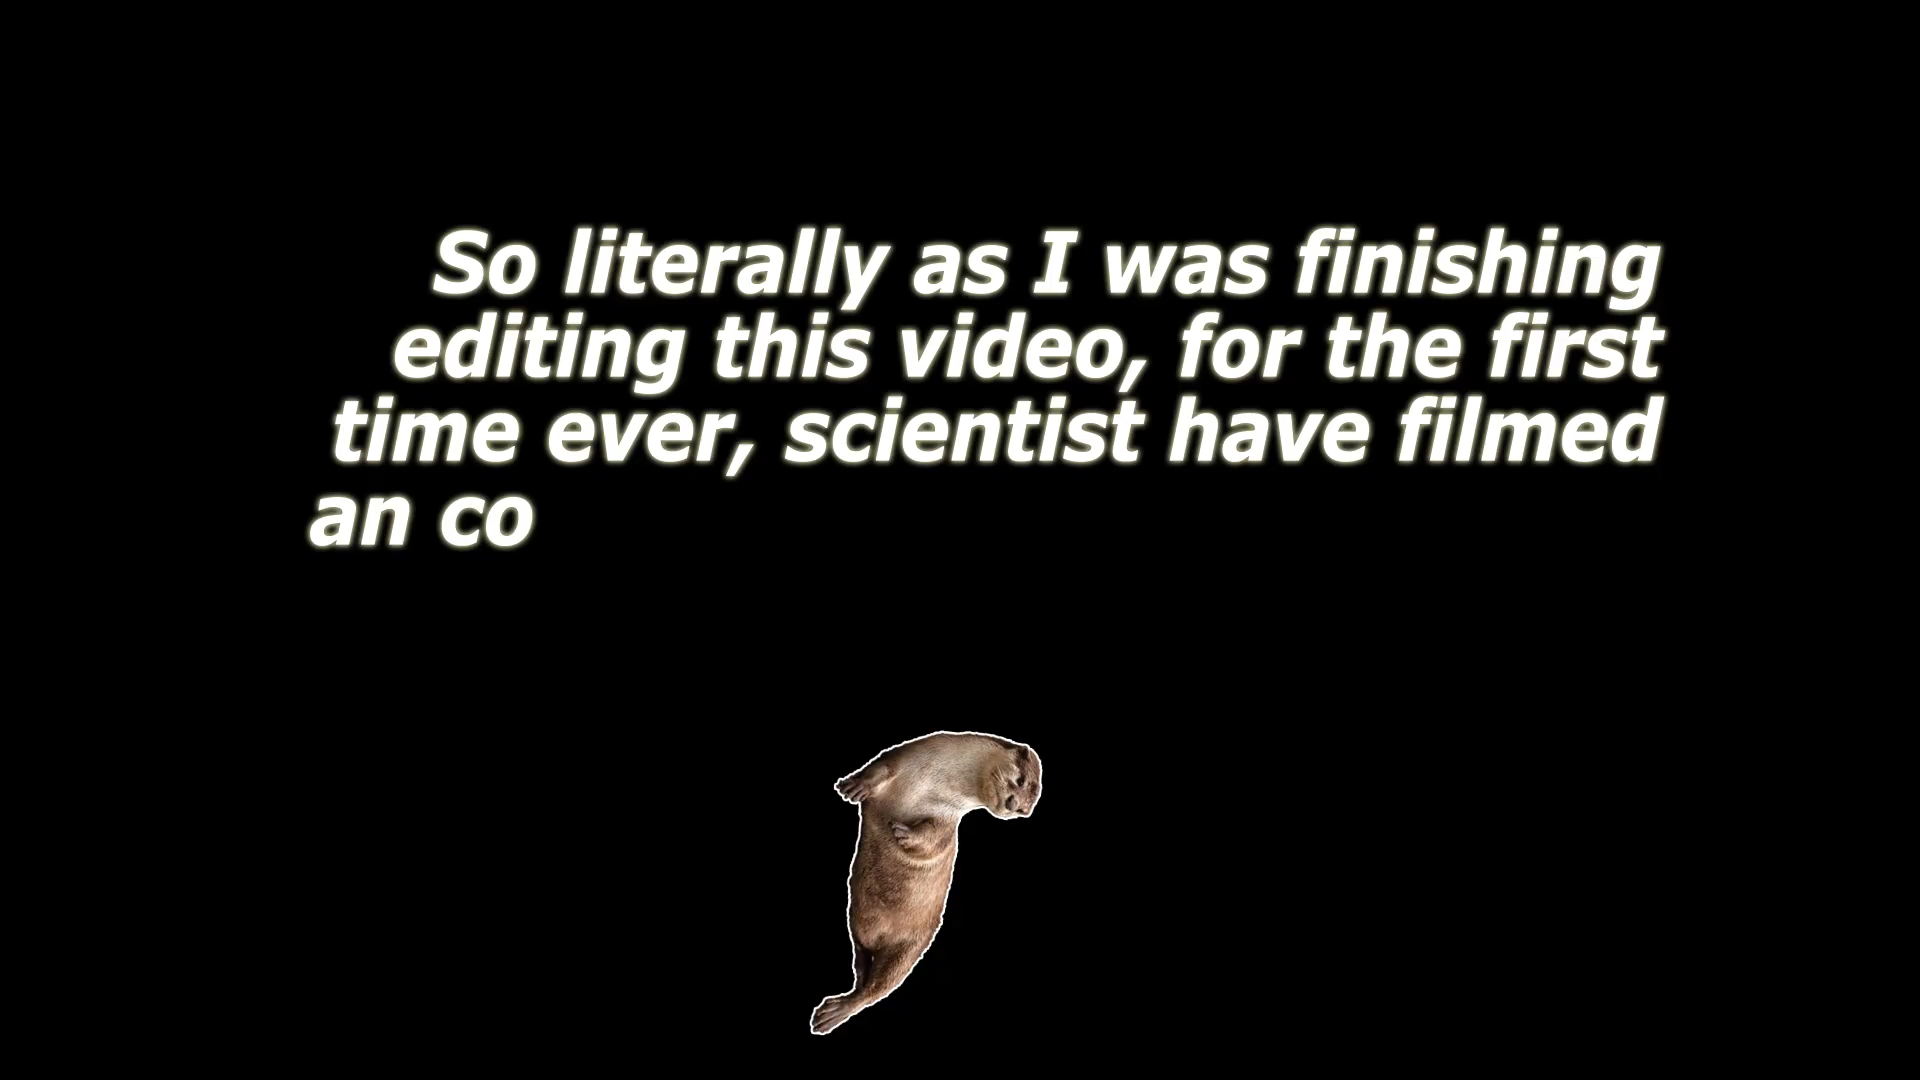 So literally as I was finishing
editing this video, for the first
time ever, scientist have filmed
an co